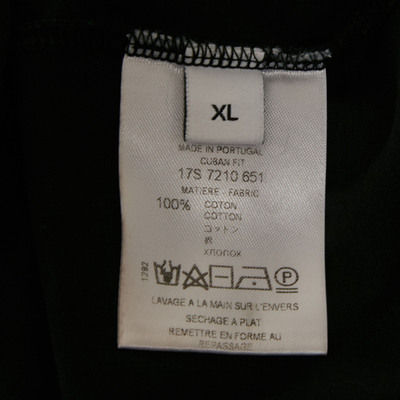 XL
MADE IN PORTUGAL
CUBAN FIT
17S 7210 651
MATIERE - FABRIC
100% COTON
COTTON
コットン
棉
ХЛОПОК
1292
P
LAVAGE A LA MAIN SUR L'ENVERS
SECHAGE A PLAT
REMETTRE EN FORME AU
REPASSAGE